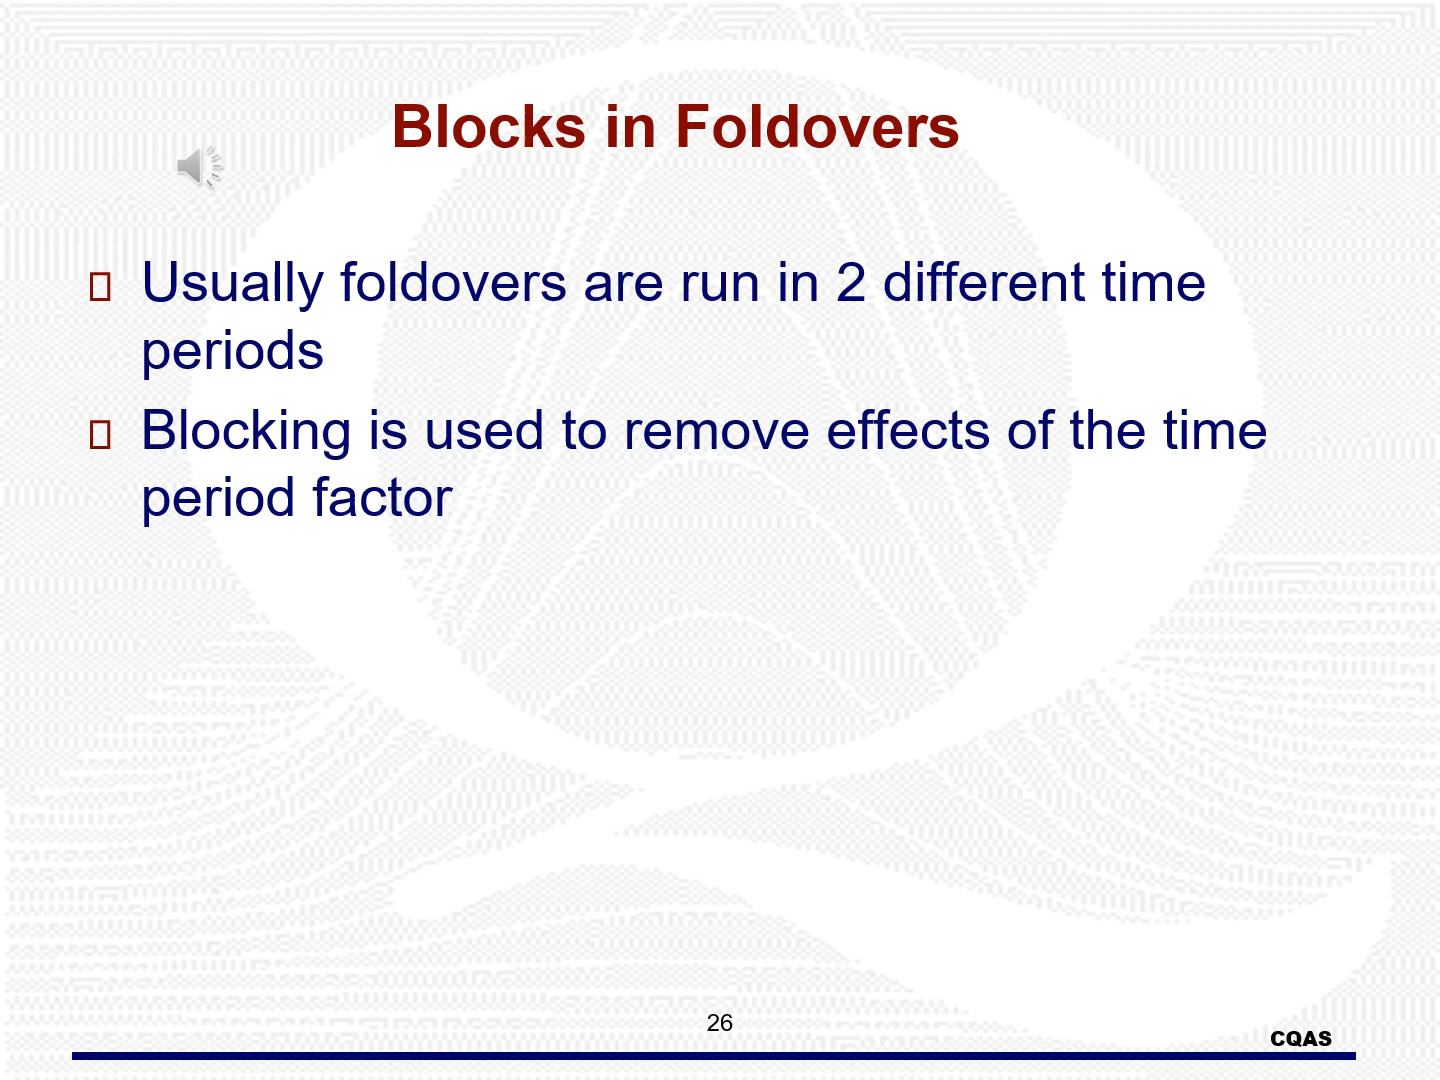 Blocks in Foldovers
Usually foldovers are run in 2 different time
periods
Blocking is used to remove effects of the time
period factor
26
CQAS